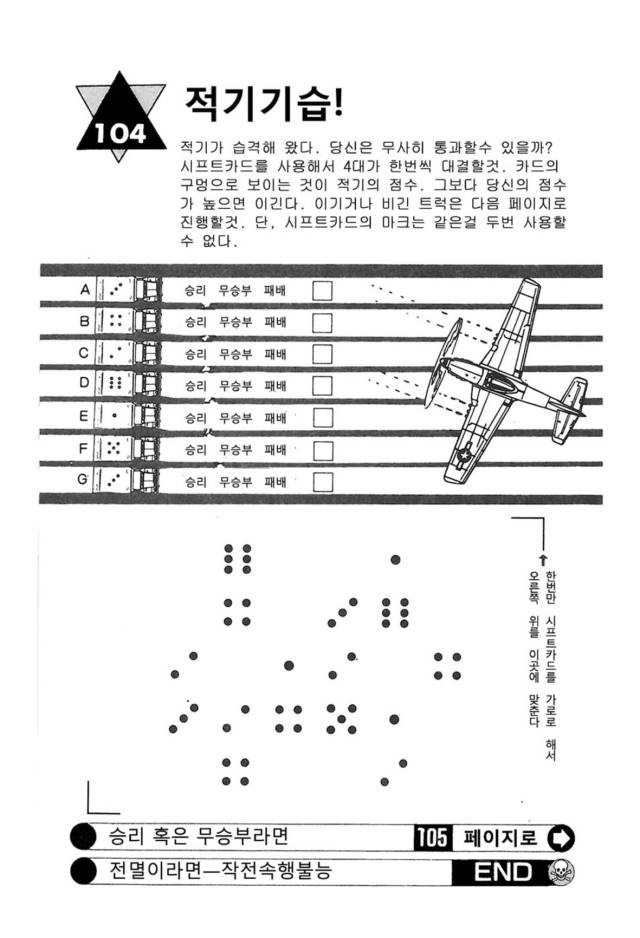 104
적기기습!
적기가 습격해 왔다. 당신은 무사히 통과할수 있을까?
시프트카드를 사용해서 4대가 한번씩 대결할것. 카드의
구멍으로 보이는 것이 적기의 점수. 그보다 당신의 점수
가 높으면 이긴다. 이기거나 비긴 트럭은 다음 페이지로
진행할것. 단, 시프트카드의 마크는 같은걸 두번 사용할
수 없다.
A 승리 무승부 패배
B 승리 무승부 패배
C 승리 무승부 패배
D 승리 무승부 패배
E 승리 무승부 패배
F 승리 무승부 패배
G 승리 무승부 패배
한번만 시프트카드를 가로로 해서
오른쪽 위를 이곳에 맞춘다
승리 혹은 무승부라면 105 페이지로
전멸이라면—작전속행불능 END